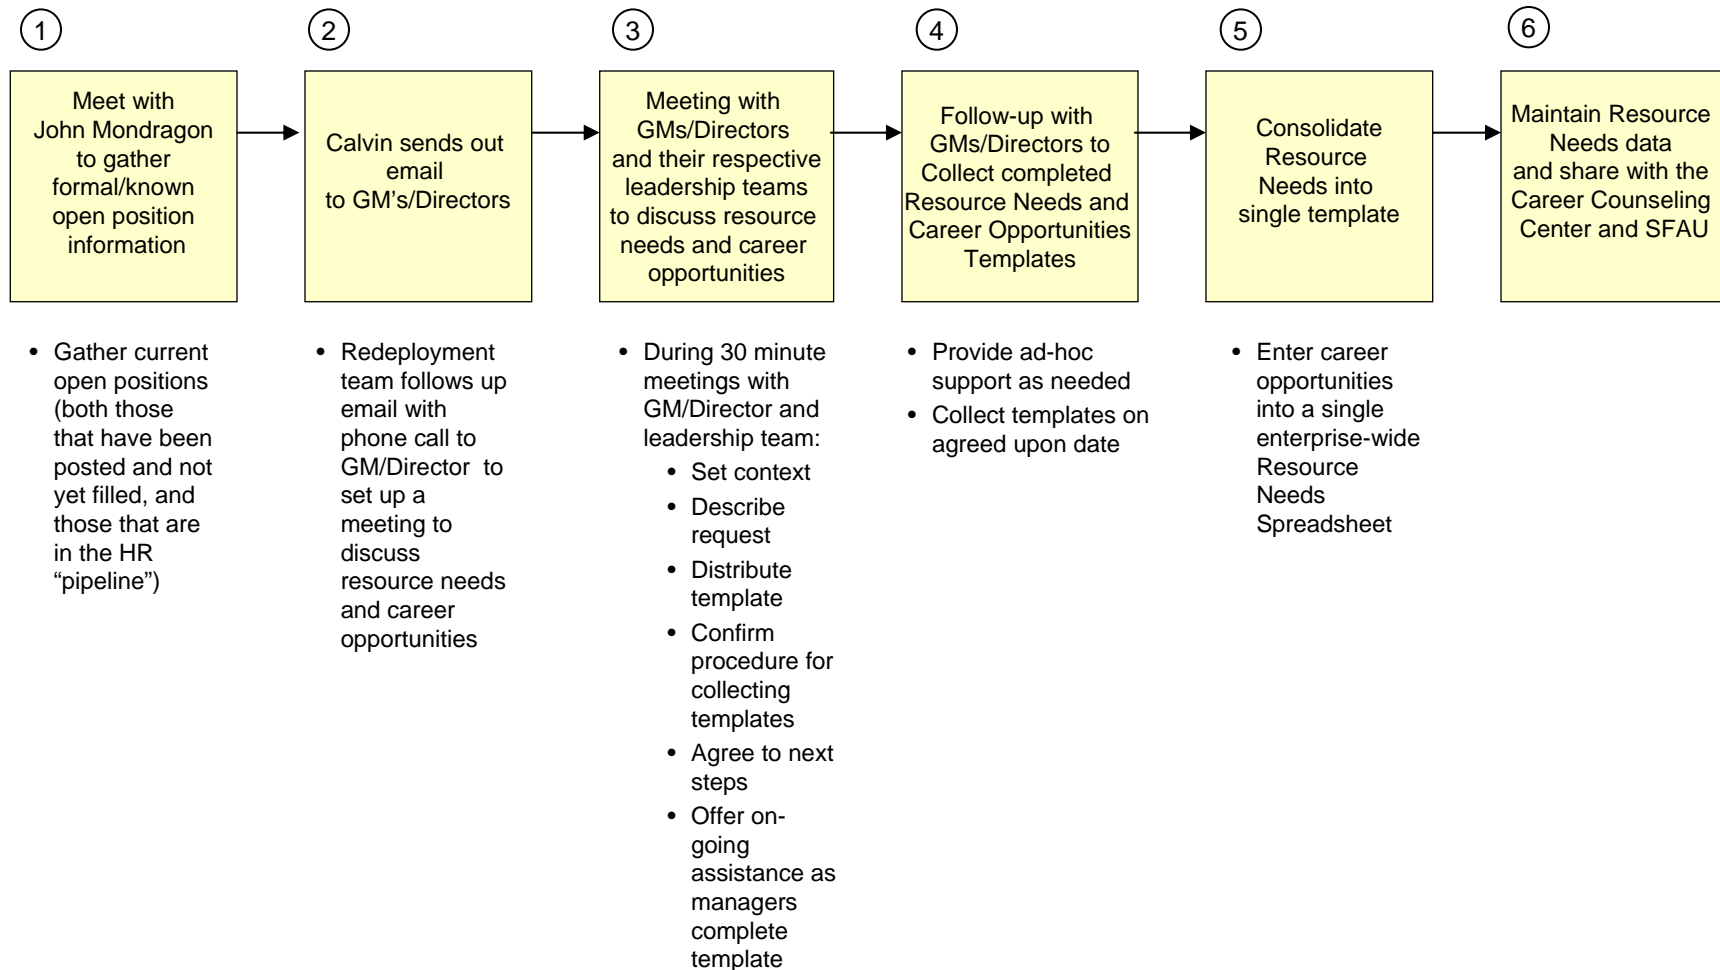 1
Meet with
John Mondragon
to gather
formal/known
open position
information
• Gather current
open positions
(both those
that have been
posted and not
yet filled, and
those that are
in the HR
“pipeline”)
2
Calvin sends out
email
to GM’s/Directors
• Redeployment
team follows up
email with
phone call to
GM/Director to
set up a
meeting to
discuss
resource needs
and career
opportunities
3
Meeting with
GMs/Directors
and their respective
leadership teams
to discuss resource
needs and career
opportunities
• During 30 minute
meetings with
GM/Director and
leadership team:
• Set context
• Describe
request
• Distribute
template
• Confirm
procedure for
collecting
templates
• Agree to next
steps
• Offer on-
going
assistance as
managers
complete
template
4
Follow-up with
GMs/Directors to
Collect completed
Resource Needs and
Career Opportunities
Templates
• Provide ad-hoc
support as needed
• Collect templates on
agreed upon date
5
Consolidate
Resource
Needs into
single template
• Enter career
opportunities
into a single
enterprise-wide
Resource
Needs
Spreadsheet
6
Maintain Resource
Needs data
and share with the
Career Counseling
Center and SFAU